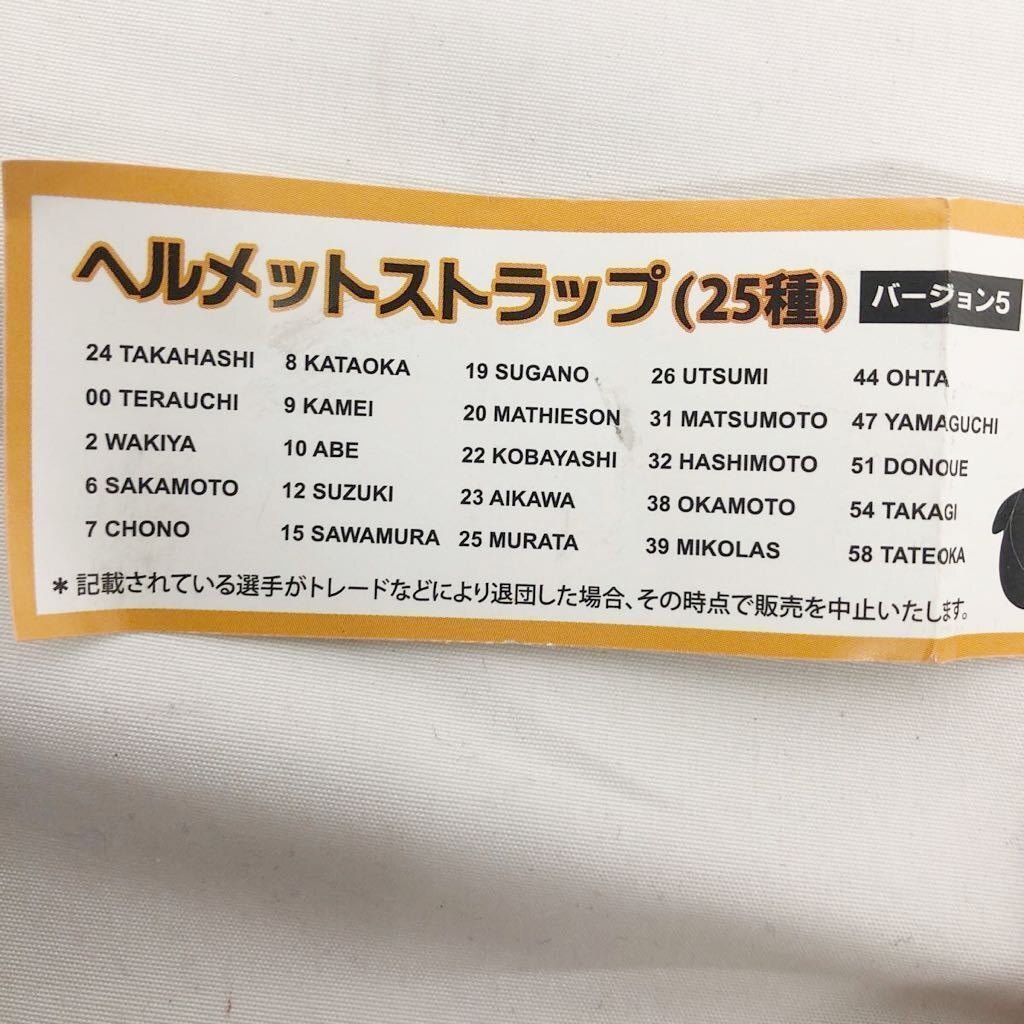 ヘルメットストラップ(25種) バージョン5
24 TAKAHASHI 8 KATAOKA 19 SUGANO 26 UTSUMI 44 OHTA
00 TERAUCHI 9 KAMEI 20 MATHIESON 31 MATSUMOTO 47 YAMAGUCHI
2 WAKIYA 10 ABE 22 KOBAYASHI 32 HASHIMOTO 51 DONOUE
6 SAKAMOTO 12 SUZUKI 23 AIKAWA 38 OKAMOTO 54 TAKAGI
7 CHONO 15 SAWAMURA 25 MURATA 39 MIKOLAS 58 TATEOKA
*記載されている選手がトレードなどにより退団した場合、その時点で販売を中止いたします。